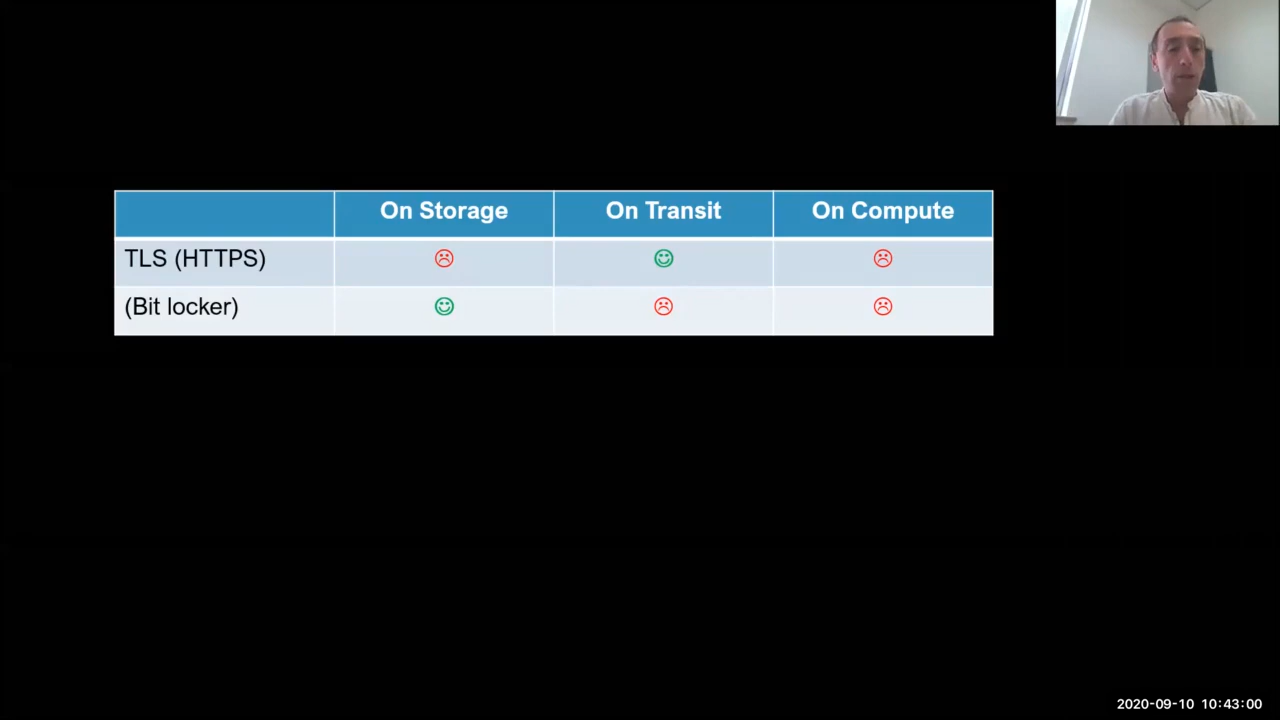 On Storage On Transit On Compute
TLS (HTTPS) ☹ ☺ ☹
(Bit locker) ☺ ☹ ☹
2020-09-10 10:43:00